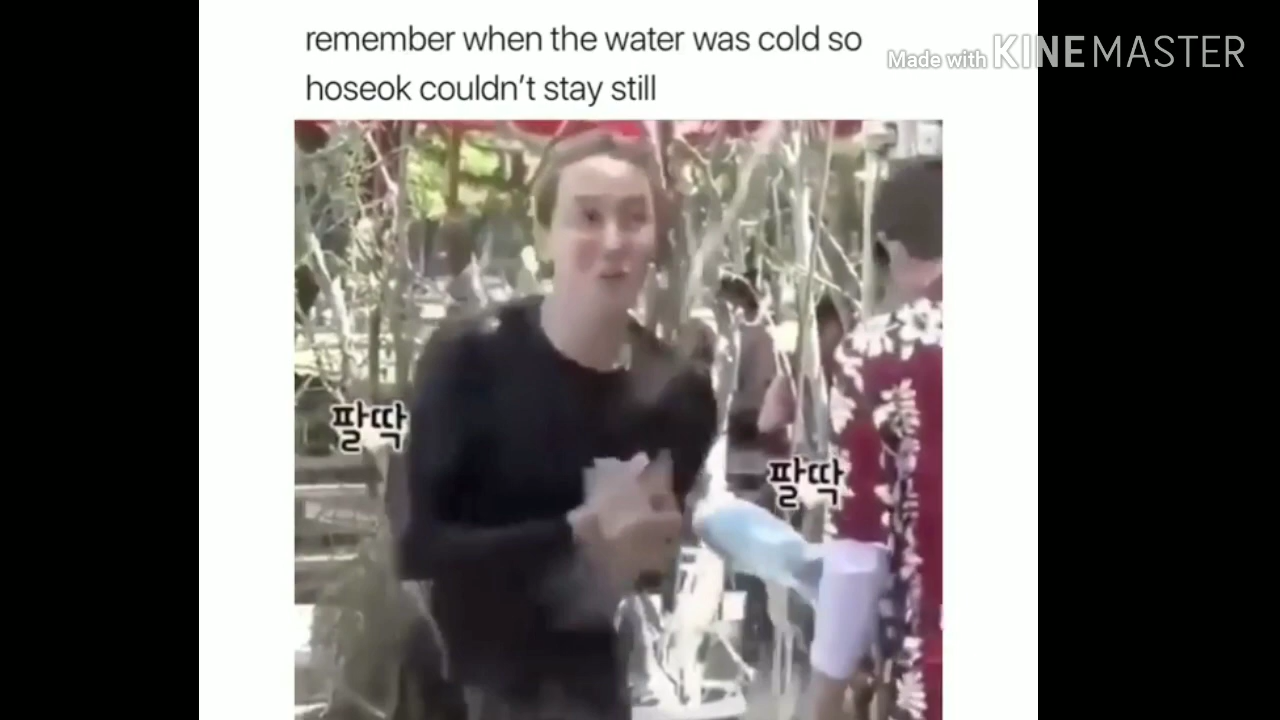 remember when the water was cold so
hoseok couldn't stay still
Made with KINEMASTER
팔딱
팔딱